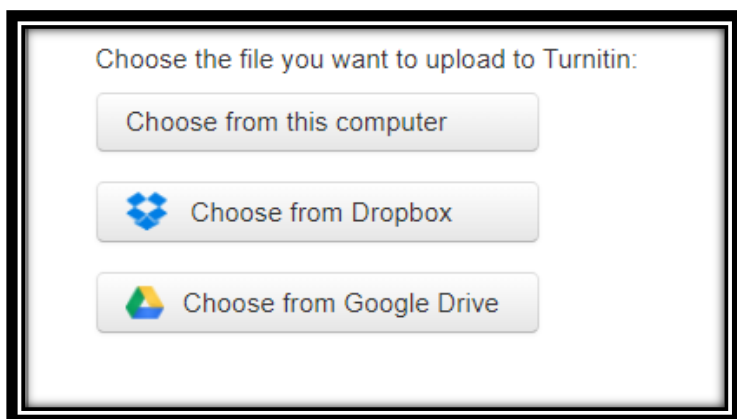 Choose the file you want to upload to Turnitin:
Choose from this computer
Choose from Dropbox
Choose from Google Drive